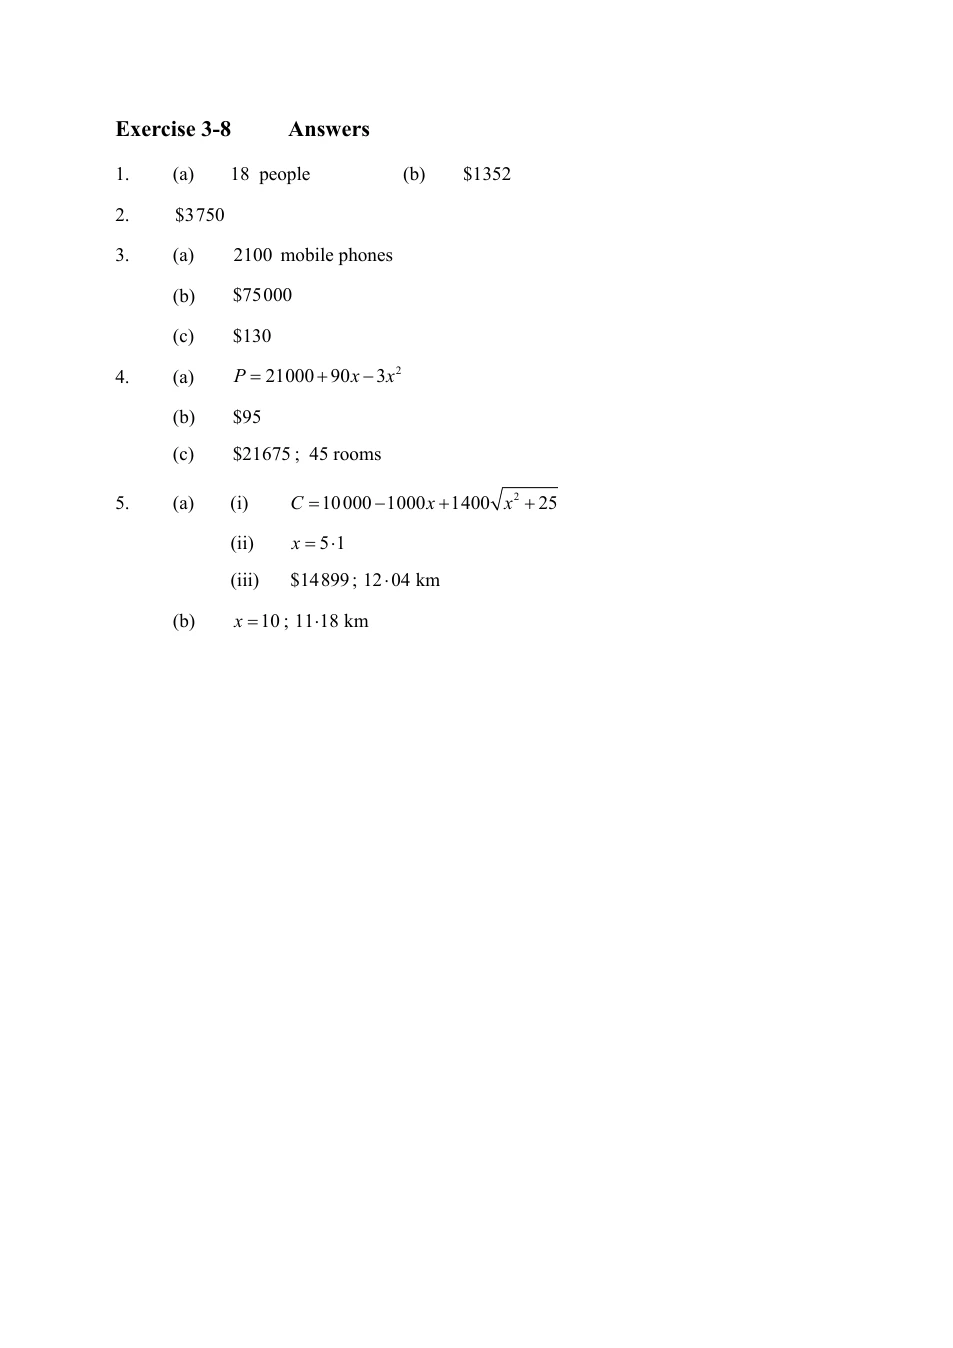 Exercise 3-8 Answers
1. (a) 18 people (b) $1352
2. $3750
3. (a) 2100 mobile phones
(b) $75000
(c) $130
4. (a) P = 21000 + 90x − 3x²
(b) $95
(c) $21675 ; 45 rooms
5. (a) (i) C = 10000 − 1000x + 1400√(x² + 25)
(ii) x = 5·1
(iii) $14899 ; 12·04 km
(b) x = 10 ; 11·18 km